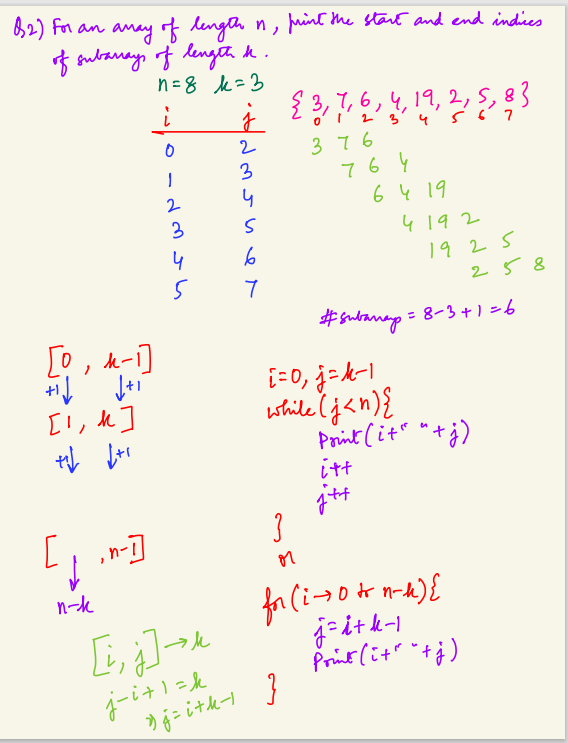 Q2) For an array of length n, print the start and end indices
of subarrays of length k.
n=8 k=3
{3, 7, 6, 4, 19, 2, 5, 8}
0 1 2 3 4 5 6 7
i j
0 2
1 3
2 4
3 5
4 6
5 7
3 7 6
7 6 4
6 4 19
4 19 2
19 2 5
2 5 8
#subarrays = 8-3+1=6
[0, k-1]
+1↓ ↓+1
[1, k]
+1↓ ↓+1
[ , n-1]
↓
n-k
[i, j]→k
j-i+1=k
⇒ j=i+k-1
i=0, j=k-1
while(j<n){
Print(i+" "+j)
i++
j++
}
or
for(i→0 to n-k){
j=i+k-1
Print(i+" "+j)
}